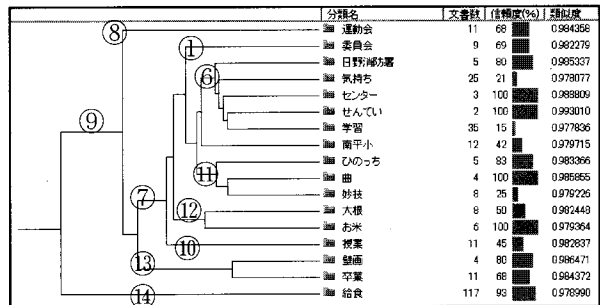 分類名 文書数 信頼度(%) 類似度
⑧ 運動会 11 68 0.984358
① 委員会 9 69 0.982279
日野消防署 5 80 0.985337
⑥ 気持ち 25 21 0.978077
センター 3 100 0.988809
せんてい 2 100 0.993010
⑨ 学習 35 15 0.977836
南平小 12 42 0.979715
ひのっち 5 83 0.983366
⑪ 曲 4 100 0.985855
⑦ 妙技 8 25 0.979226
⑫ 大根 8 50 0.982448
お米 6 100 0.979364
⑩ 授業 11 45 0.982837
⑬ 壁画 4 80 0.986471
卒業 11 68 0.984372
⑭ 給食 117 93 0.978990